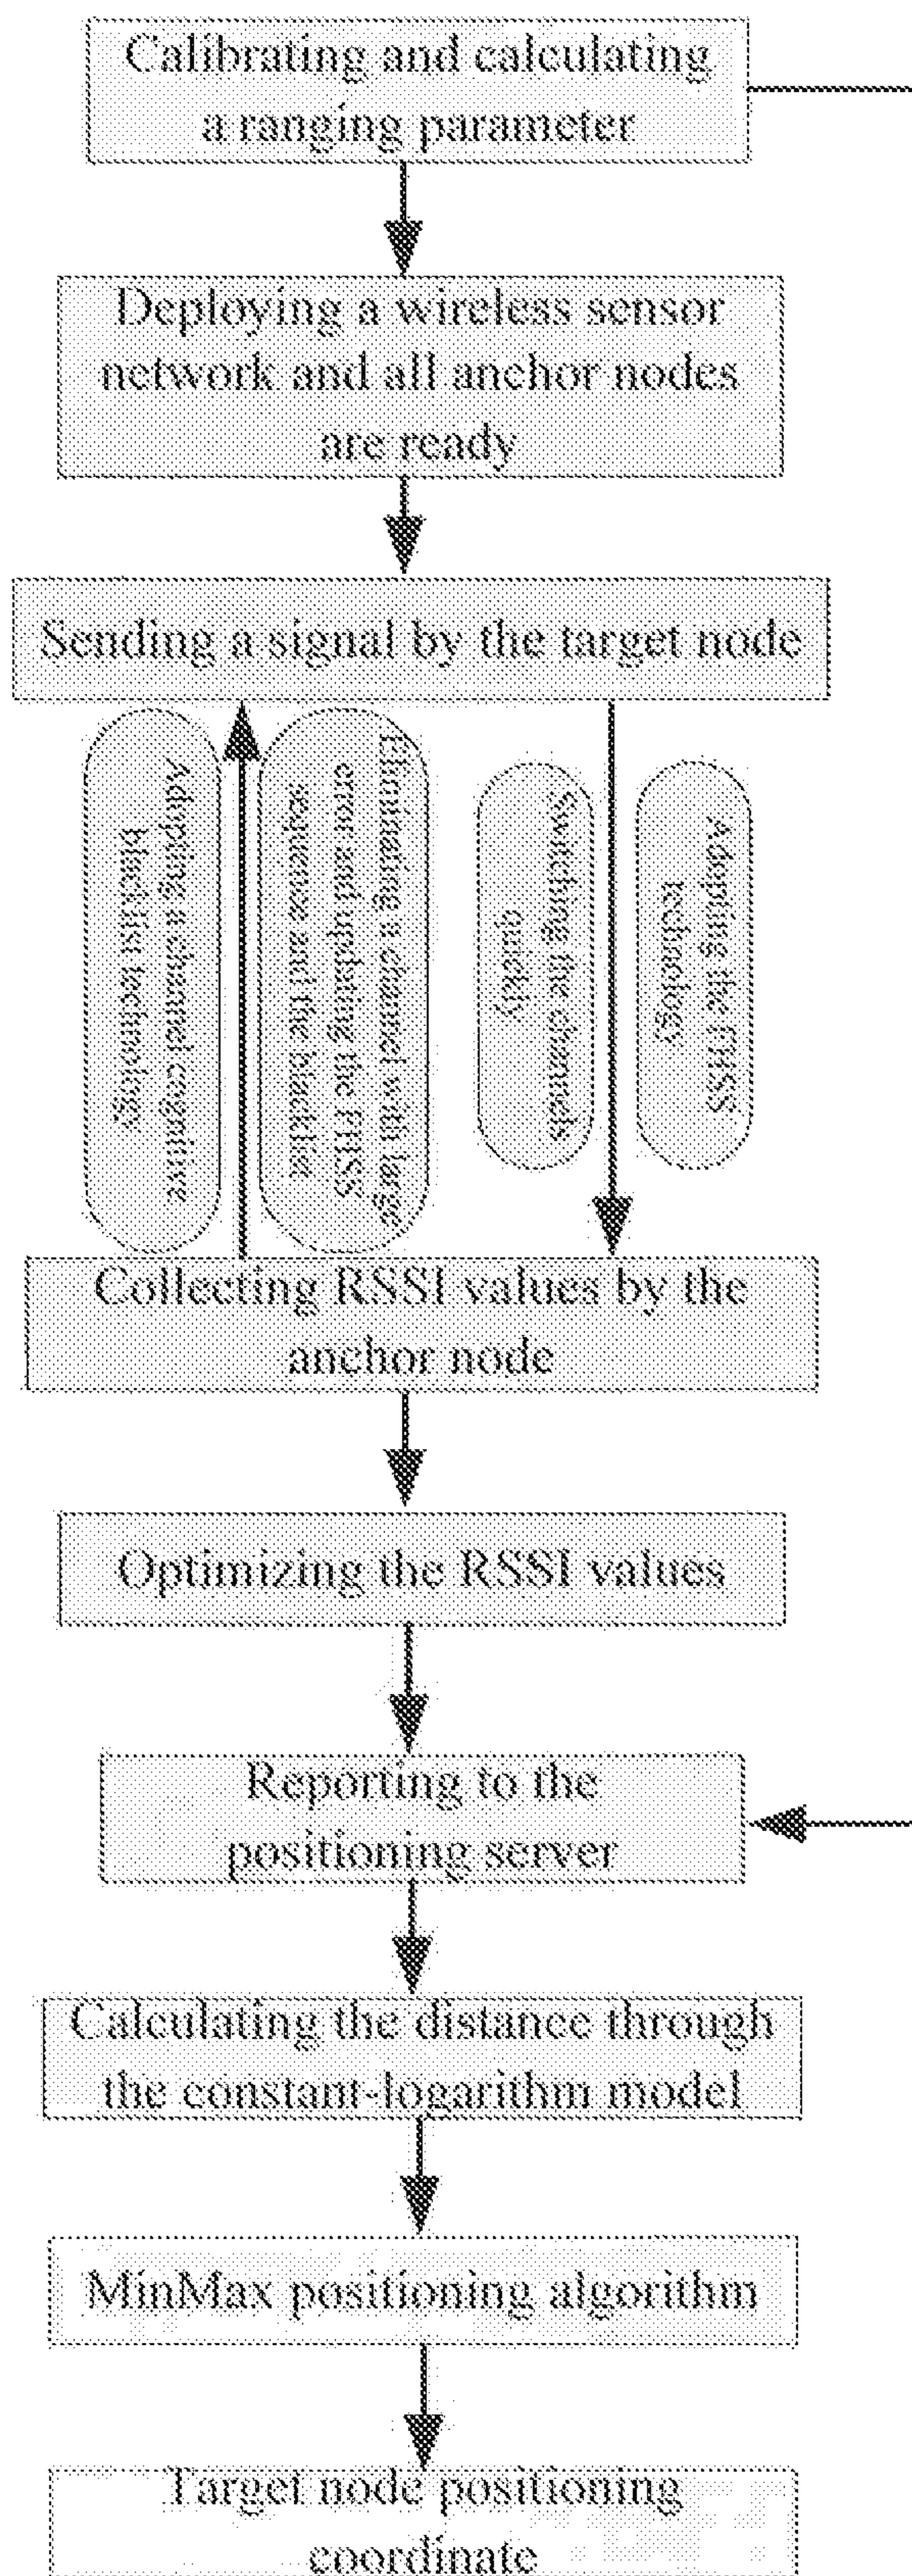 Calibrating and calculating
a ranging parameter
Deploying a wireless sensor
network and all anchor nodes
are ready
Sending a signal by the target node
Adopting a channel cognitive
blacklist technology
Eliminating a channel with large
error and updating the FHSS
sequence and the blacklist
Switching the channels
quickly
Adopting the FHSS
technology
Collecting RSSI values by the
anchor node
Optimizing the RSSI values
Reporting to the
positioning server
Calculating the distance through
the constant-logarithm model
MinMax positioning algorithm
Target node positioning
coordinate